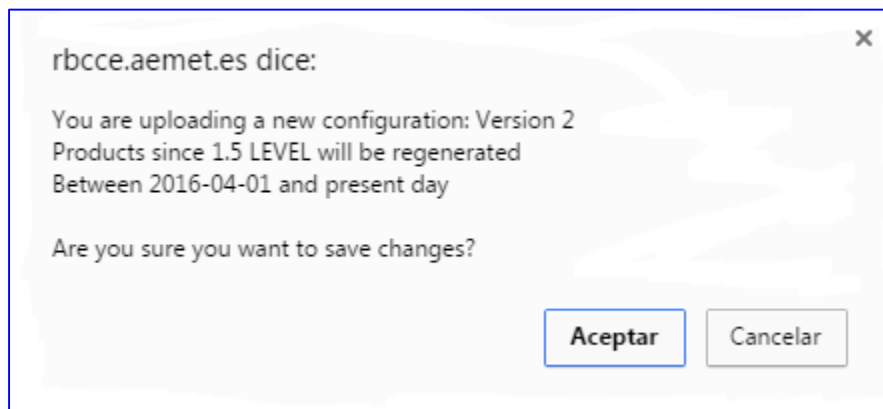 rbcce.aemet.es dice:
You are uploading a new configuration: Version 2
Products since 1.5 LEVEL will be regenerated
Between 2016-04-01 and present day
Are you sure you want to save changes?
Aceptar Cancelar